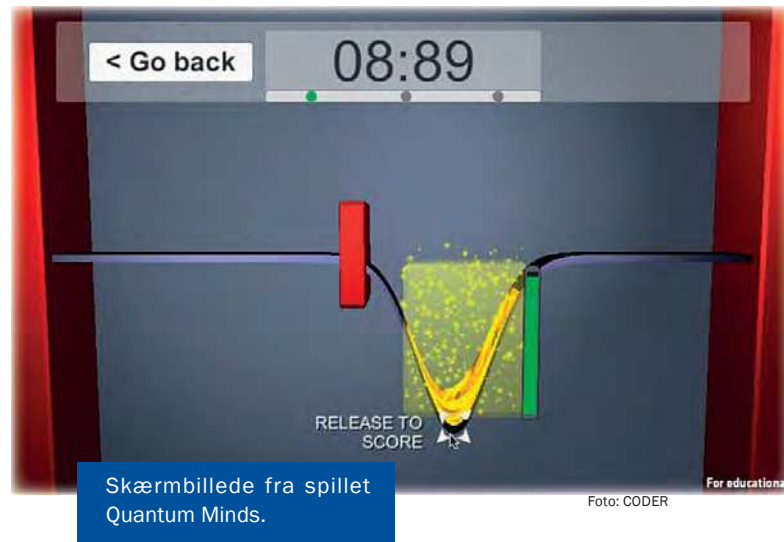 < Go back
08:89
RELEASE TO
SCORE
For educationa
Skærmbillede fra spillet
Quantum Minds.
Foto: CODER